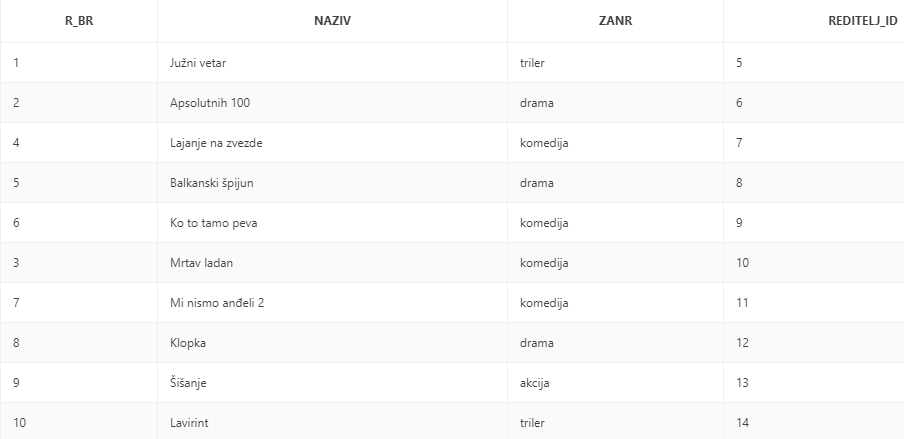 R_BR NAZIV ZANR REDITELJ_ID
1 Južni vetar triler 5
2 Apsolutnih 100 drama 6
4 Lajanje na zvezde komedija 7
5 Balkanski špijun drama 8
6 Ko to tamo peva komedija 9
3 Mrtav ladan komedija 10
7 Mi nismo anđeli 2 komedija 11
8 Klopka drama 12
9 Šišanje akcija 13
10 Lavirint triler 14